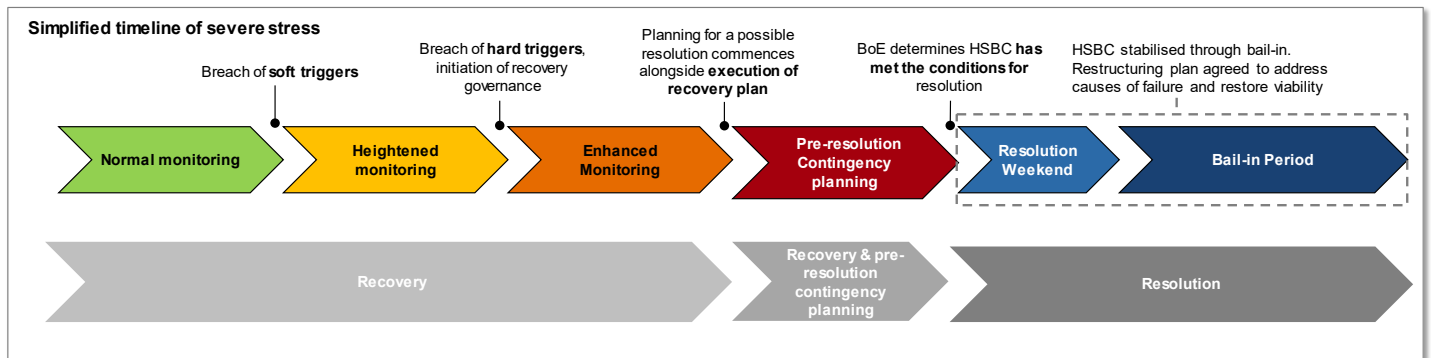 Simplified timeline of severe stress
Breach of soft triggers
Breach of hard triggers,
initiation of recovery
governance
Planning for a possible
resolution commences
alongside execution of
recovery plan
BoE determines HSBC has
met the conditions for
resolution
HSBC stabilised through bail-in.
Restructuring plan agreed to address
causes of failure and restore viability
Normal monitoring
Heightened
monitoring
Enhanced
Monitoring
Pre-resolution
Contingency
planning
Resolution
Weekend
Bail-in Period
Recovery
Recovery & pre-
resolution
contingency
planning
Resolution